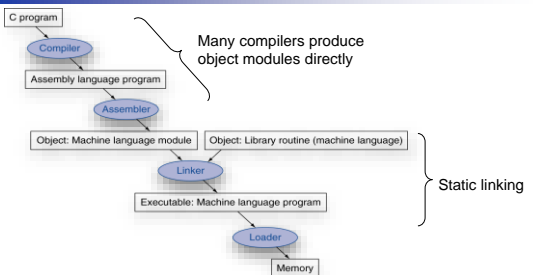 C program
Compiler
Many compilers produce
object modules directly
Assembly language program
Assembler
Object: Machine language module
Object: Library routine (machine language)
Linker
Static linking
Executable: Machine language program
Loader
Memory